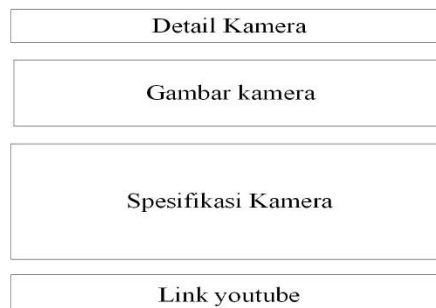 Detail Kamera
Gambar kamera
Spesifikasi Kamera
Link youtube